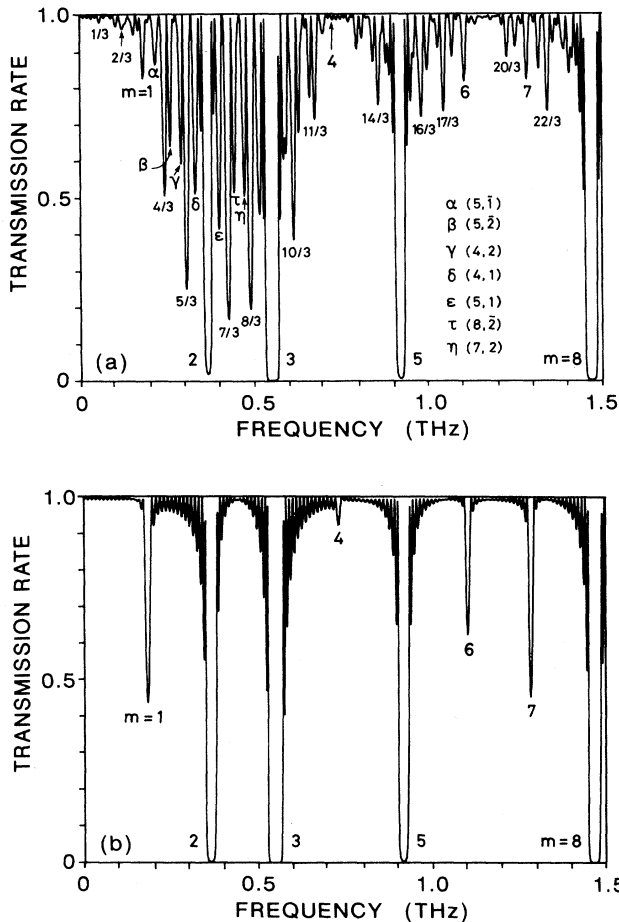 1.0
TRANSMISSION RATE
0.5
0
1/3
2/3
m=1
α
β
γ
4/3
δ
5/3
ε
7/3
τ
η
8/3
10/3
11/3
4
14/3
16/3
17/3
6
20/3
7
22/3
α (5,1̄)
β (5,2̄)
γ (4,2)
δ (4,1)
ε (5,1)
τ (8,2̄)
η (7,2)
(a)
2
3
5
m=8
0 0.5 1.0 1.5
FREQUENCY (THz)
1.0
TRANSMISSION RATE
0.5
0
m=1
4
6
7
(b)
2
3
5
m=8
0 0.5 1.0 1.5
FREQUENCY (THz)